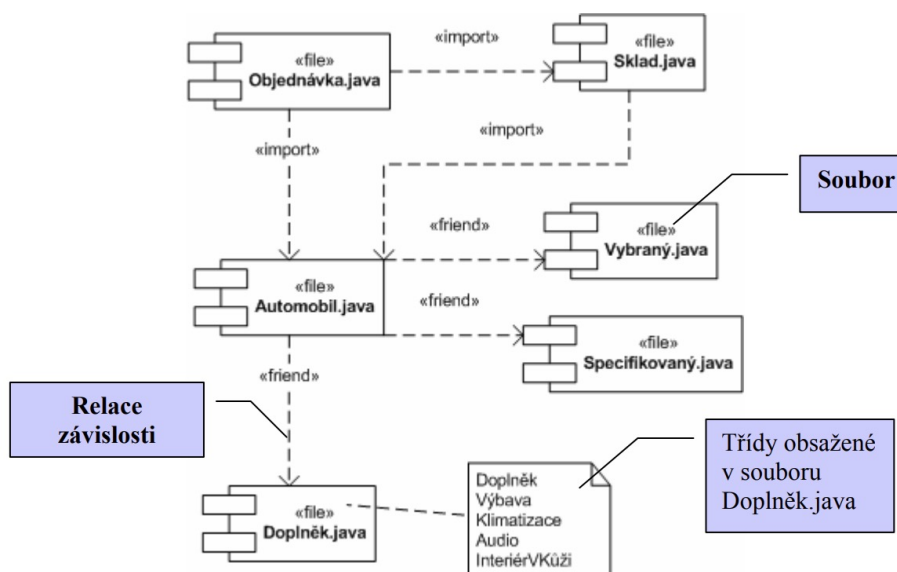 «import»
«file»
Objednávka.java
«file»
Sklad.java
«import»
«import»
Soubor
«friend»
«file»
Vybraný.java
«file»
Automobil.java
«friend»
«file»
Specifikovaný.java
«friend»
Relace
závislosti
Třídy obsažené
v souboru
Doplněk.java
«file»
Doplněk.java
Doplněk
Výbava
Klimatizace
Audio
InteriérVKůži